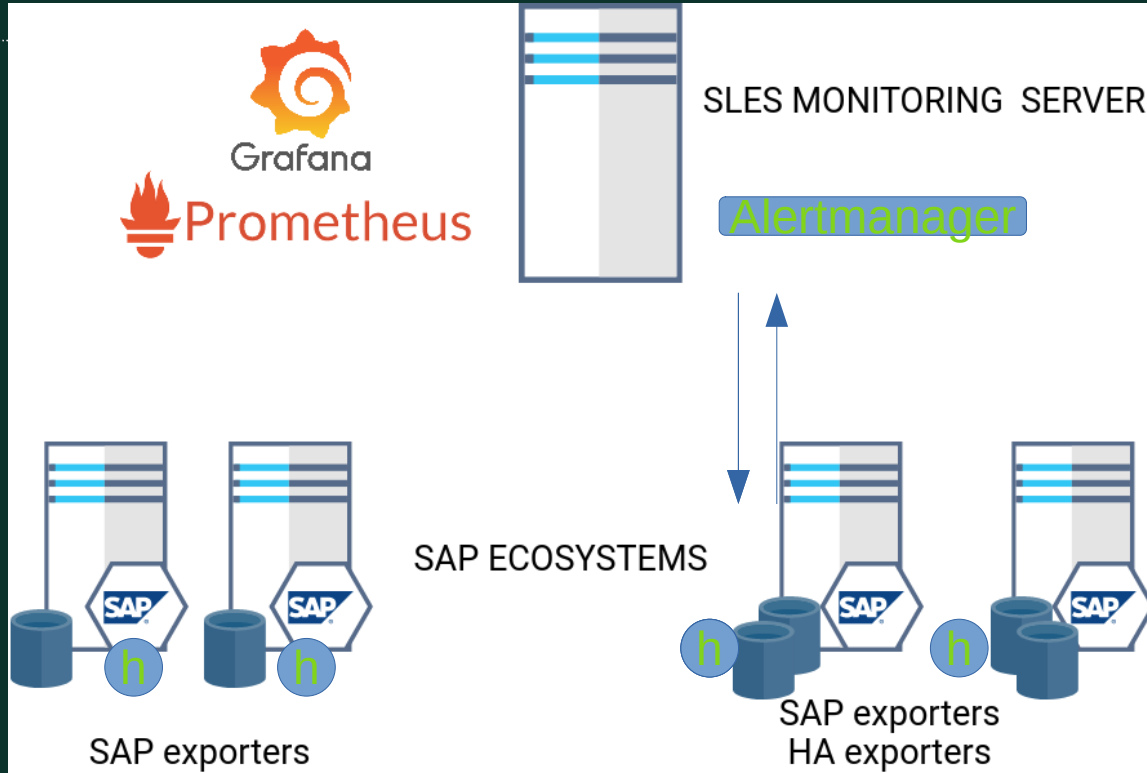 Grafana
Prometheus
SLES MONITORING SERVER
Alertmanager
SAP ECOSYSTEMS
SAP
SAP
SAP
SAP
h
h
h
h
SAP exporters
SAP exporters
HA exporters